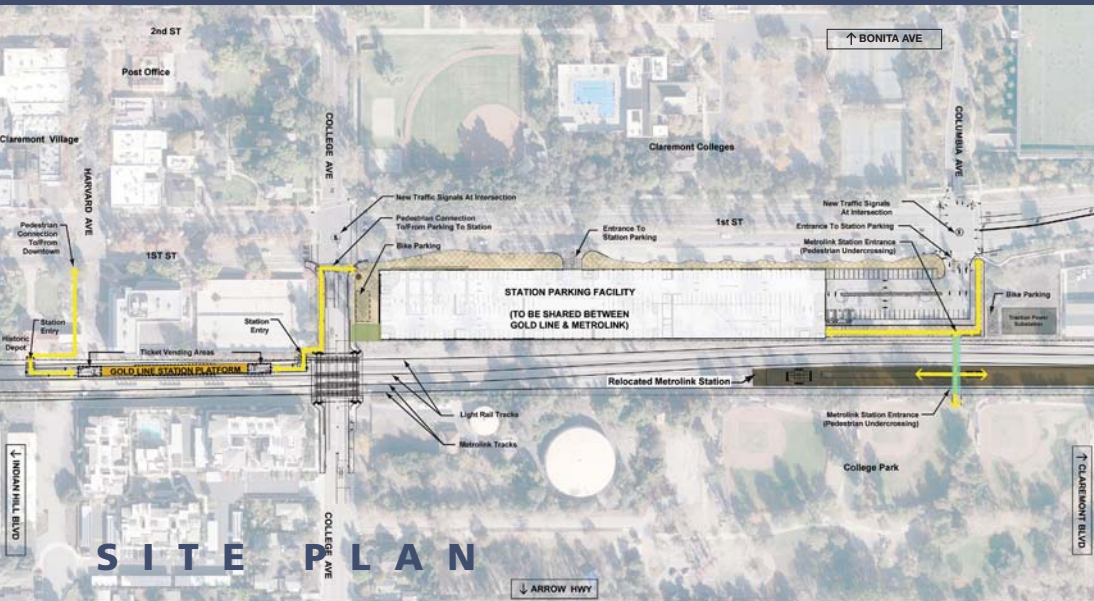 2nd ST
↑ BONITA AVE
Post Office
Claremont Village
COLLEGE AVE
COLUMBIA AVE
Claremont Colleges
HARVARD AVE
New Traffic Signals At Intersection
Pedestrian Connection
To/From Parking To Station
Bike Parking
1st ST
New Traffic Signals
At Intersection
Entrance To Station Parking
Metrolink Station Entrance
(Pedestrian Undercrossing)
Entrance To
Station Parking
Pedestrian
Connection
To/From
Downtown
1ST ST
STATION PARKING FACILITY
(TO BE SHARED BETWEEN
GOLD LINE & METROLINK)
Bike Parking
Traction Power
Substation
Station
Entry
Historic
Depot
Station
Entry
Ticket Vending Areas
GOLD LINE STATION PLATFORM
Relocated Metrolink Station
Light Rail Tracks
Metrolink Tracks
Metrolink Station Entrance
(Pedestrian Undercrossing)
College Park
↓ INDIAN HILL BLVD
↑ CLAREMONT BLVD
COLLEGE AVE
SITE PLAN
↓ ARROW HWY